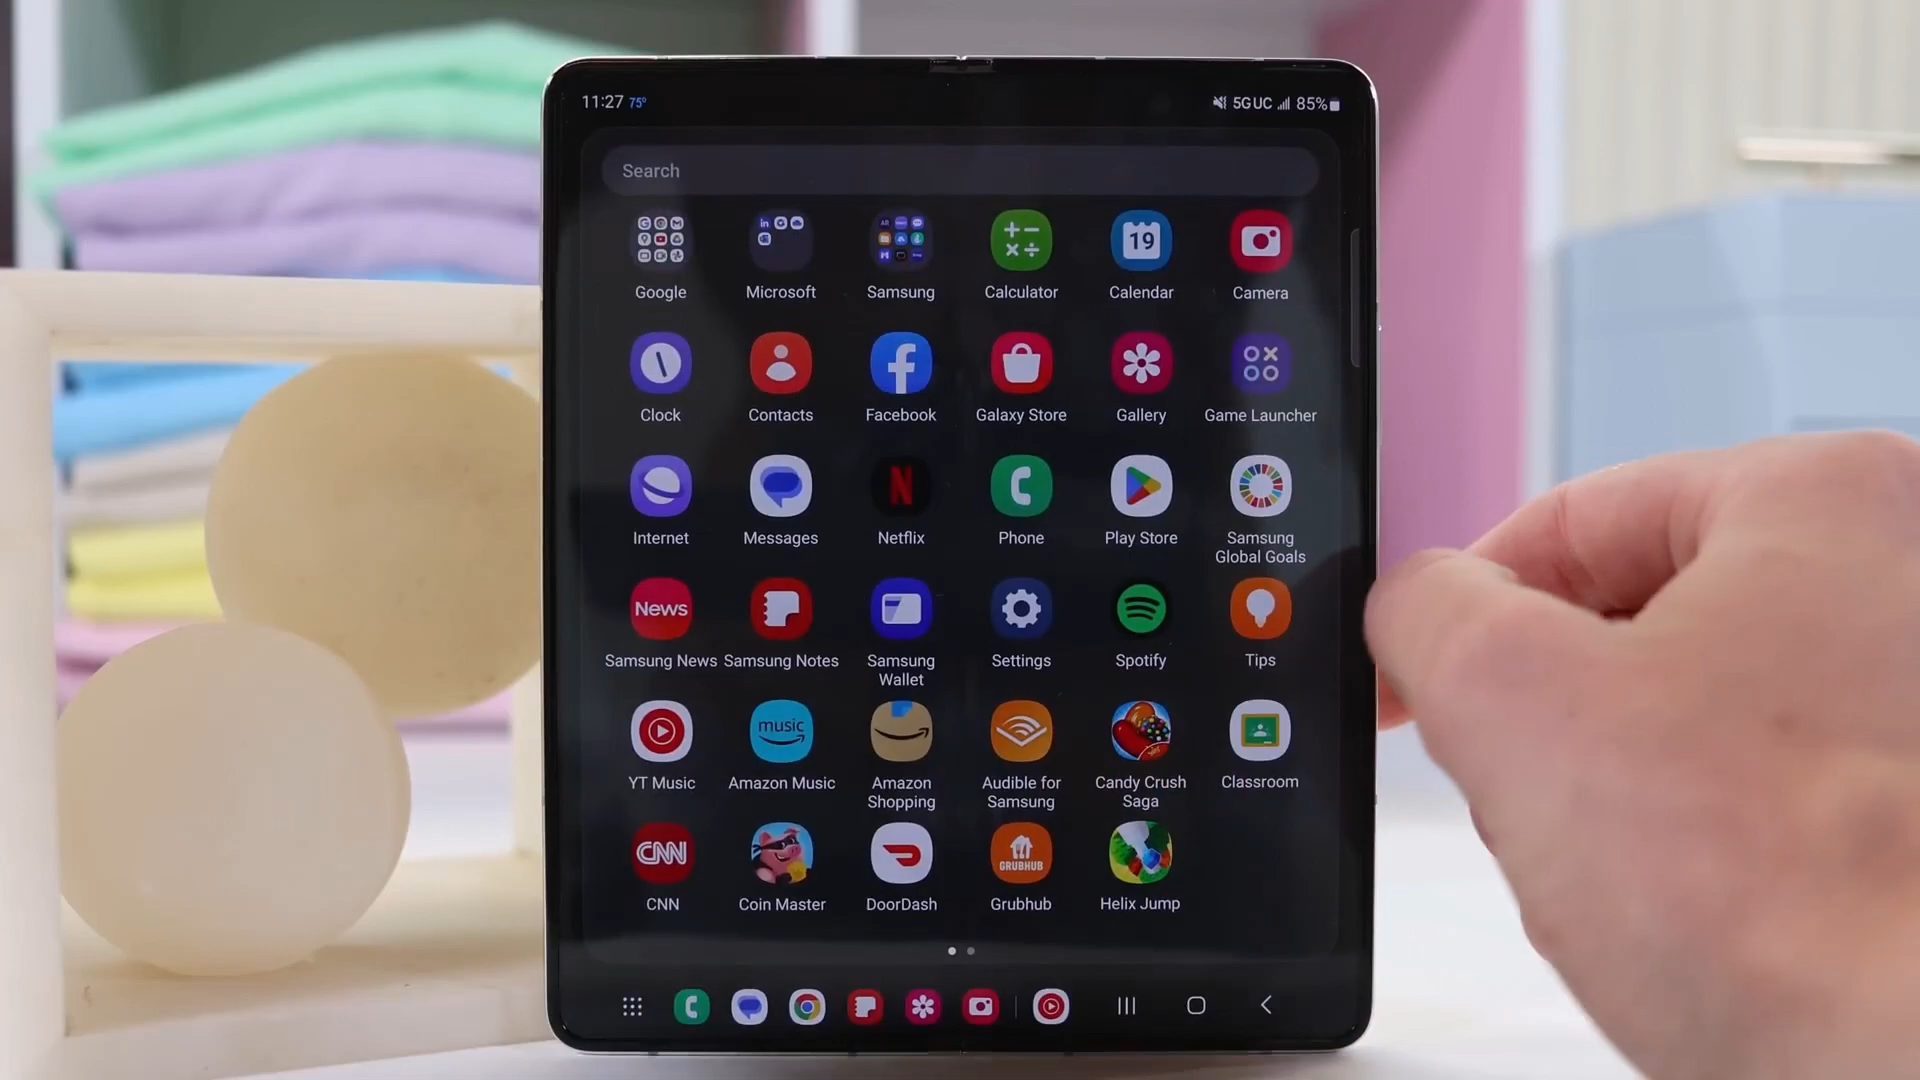 11:27 75°
5GUC 85%
Search
Google Microsoft Samsung Calculator 19 Calendar Camera
Clock Contacts Facebook Galaxy Store Gallery Game Launcher
Internet Messages Netflix Phone Play Store Samsung
Global Goals
News
Samsung News Samsung Notes Samsung Settings Spotify Tips
Wallet
music
YT Music Amazon Music Amazon Audible for Candy Crush Classroom
Shopping Samsung Saga
CNN GRUBHUB
CNN Coin Master DoorDash Grubhub Helix Jump